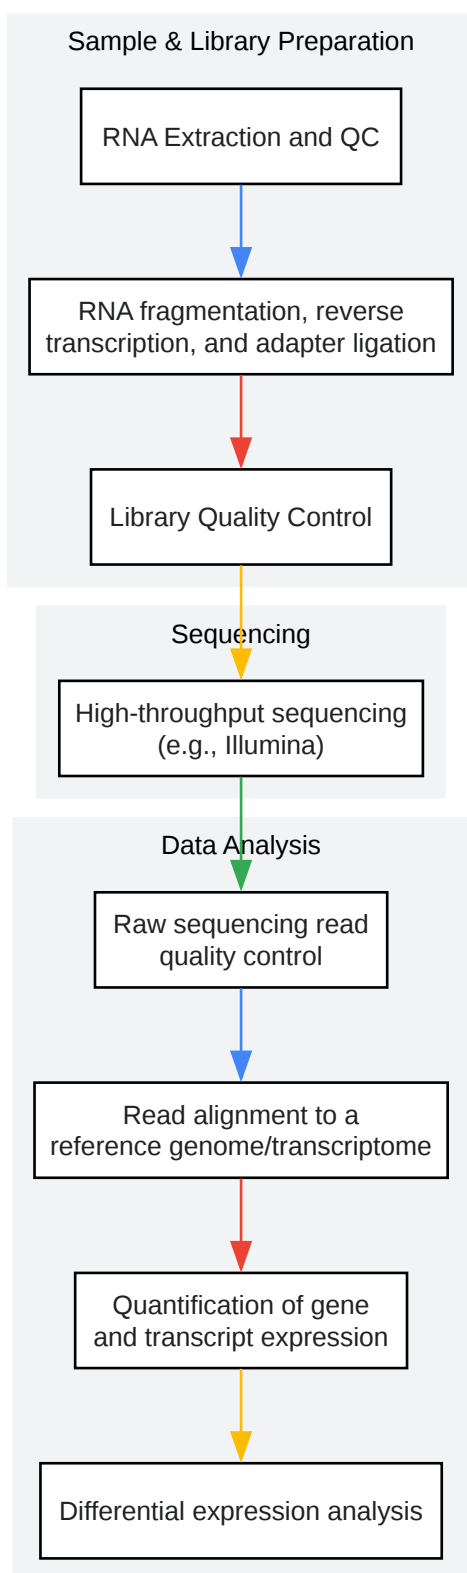 Sample & Library Preparation
RNA Extraction and QC
RNA fragmentation, reverse
transcription, and adapter ligation
Library Quality Control
Sequencing
High-throughput sequencing
(e.g., Illumina)
Data Analysis
Raw sequencing read
quality control
Read alignment to a
reference genome/transcriptome
Quantification of gene
and transcript expression
Differential expression analysis